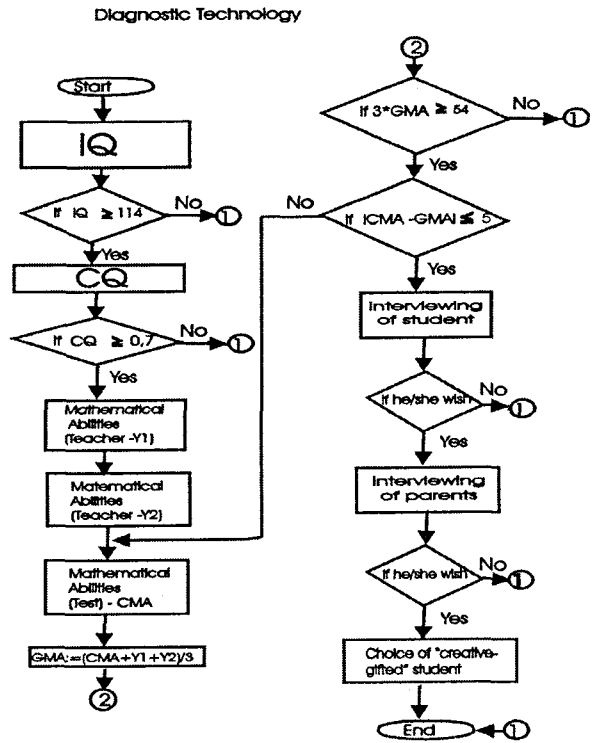 Diagnostic Technology
Start
IQ
If IQ ≧ 114
No
1
Yes
CQ
If CQ ≧ 0,7
No
1
Yes
Mathematical
Abilities
(Teacher -Y1)
Matematical
Abilities
(Teacher -Y2)
Mathematical
Abilities
(Test) - CMA
GMA:=(CMA+Y1+Y2)/3
2
2
If 3*GMA ≧ 54
No
1
Yes
No
If ICMA -GMAI ≦ 5
Yes
Interviewing
of student
If he/she wish
No
1
Yes
Interviewing
of parents
If he/she wish
No
1
Yes
Choice of "creative-
gifted" student
End
1